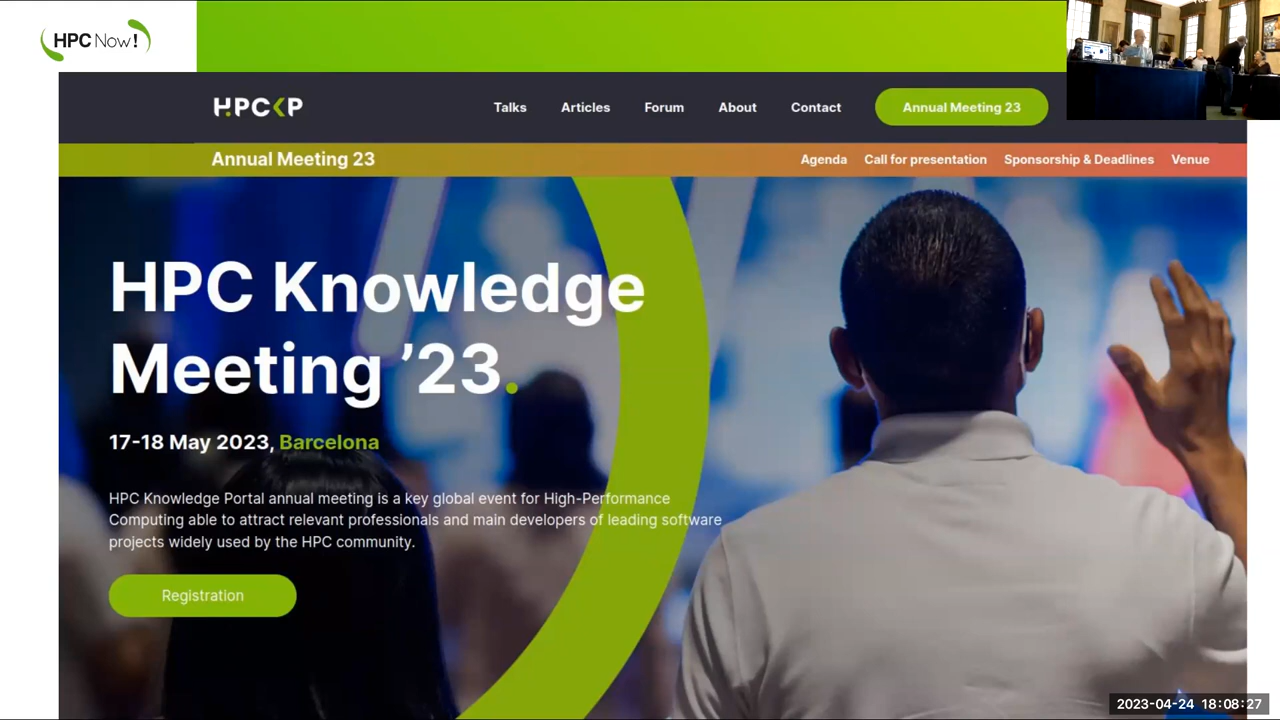 HPC Now!
HPCKP
Talks Articles Forum About Contact Annual Meeting 23
Annual Meeting 23
Agenda Call for presentation Sponsorship & Deadlines Venue
HPC Knowledge
Meeting ’23.
17-18 May 2023, Barcelona
HPC Knowledge Portal annual meeting is a key global event for High-Performance
Computing able to attract relevant professionals and main developers of leading software
projects widely used by the HPC community.
Registration
2023-04-24 18:08:27